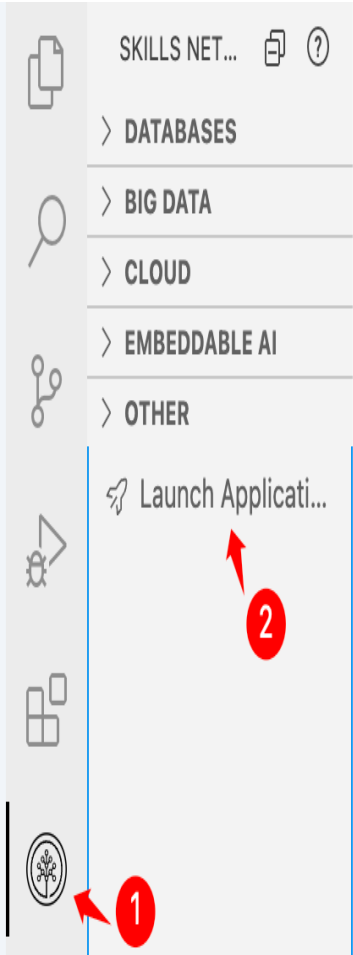 SKILLS NET...
DATABASES
BIG DATA
CLOUD
EMBEDDABLE AI
OTHER
Launch Applicati...
2
1